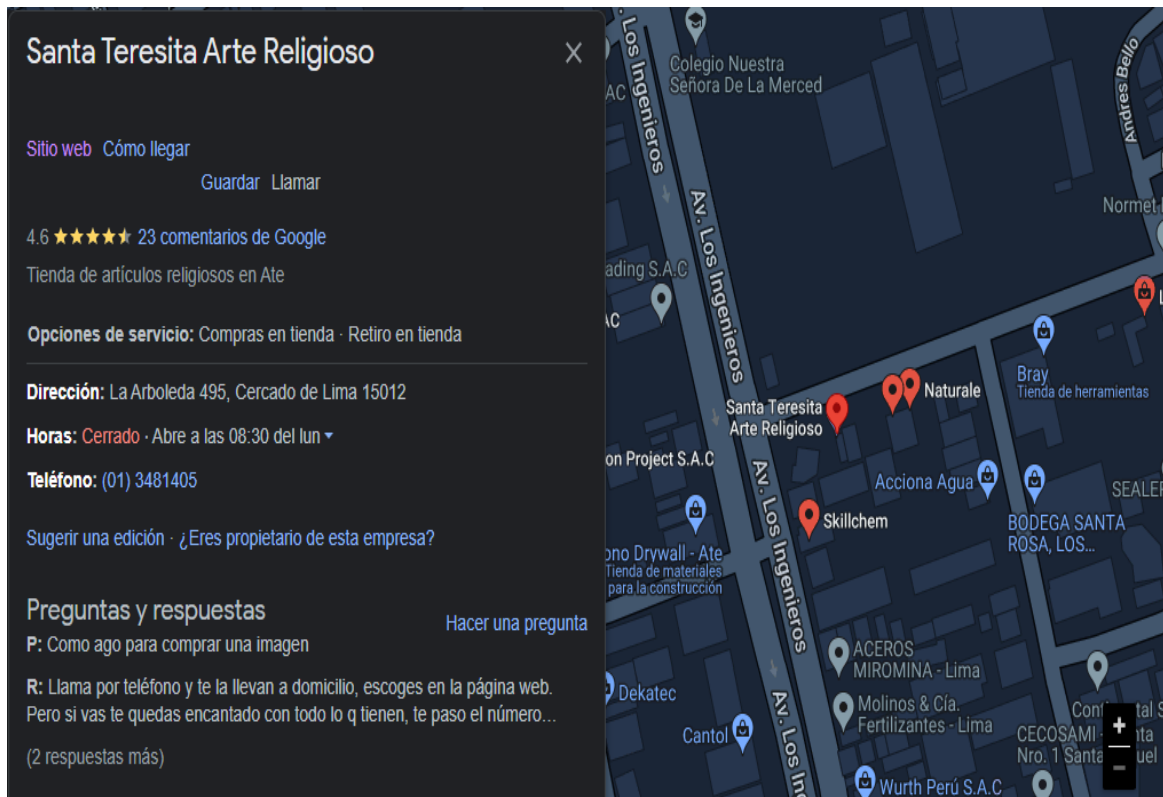 Santa Teresita Arte Religioso
Sitio web Cómo llegar
Guardar Llamar
4.6 23 comentarios de Google
Tienda de artículos religiosos en Ate
Opciones de servicio: Compras en tienda · Retiro en tienda
Dirección: La Arboleda 495, Cercado de Lima 15012
Horas: Cerrado · Abre a las 08:30 del lun
Teléfono: (01) 3481405
Sugerir una edición · ¿Eres propietario de esta empresa?
Preguntas y respuestas
Hacer una pregunta
P: Como ago para comprar una imagen
R: Llama por teléfono y te la llevan a domicilio, escoges en la página web.
Pero si vas te quedas encantado con todo lo q tienen, te paso el número...
(2 respuestas más)
Los Ingenieros
Colegio Nuestra
Señora De La Merced
AC
Andres Bello
Av. Los Ingenieros
Normet
ading S.A.C
AC
Bray
Tienda de herramientas
Naturale
Santa Teresita
Arte Religioso
on Project S.A.C
Av. Los Ingenieros
Acciona Agua
SEALER
Skillchem
BODEGA SANTA
ROSA, LOS...
ono Drywall - Ate
Tienda de materiales
para la construcción
ACEROS
MIROMINA - Lima
Dekatec
Molinos & Cía.
Fertilizantes - Lima
Av. Los Ing
Cantol
CECOSAMI
Nro. 1 Santa
uel
Wurth Perú S.A.C
+
−